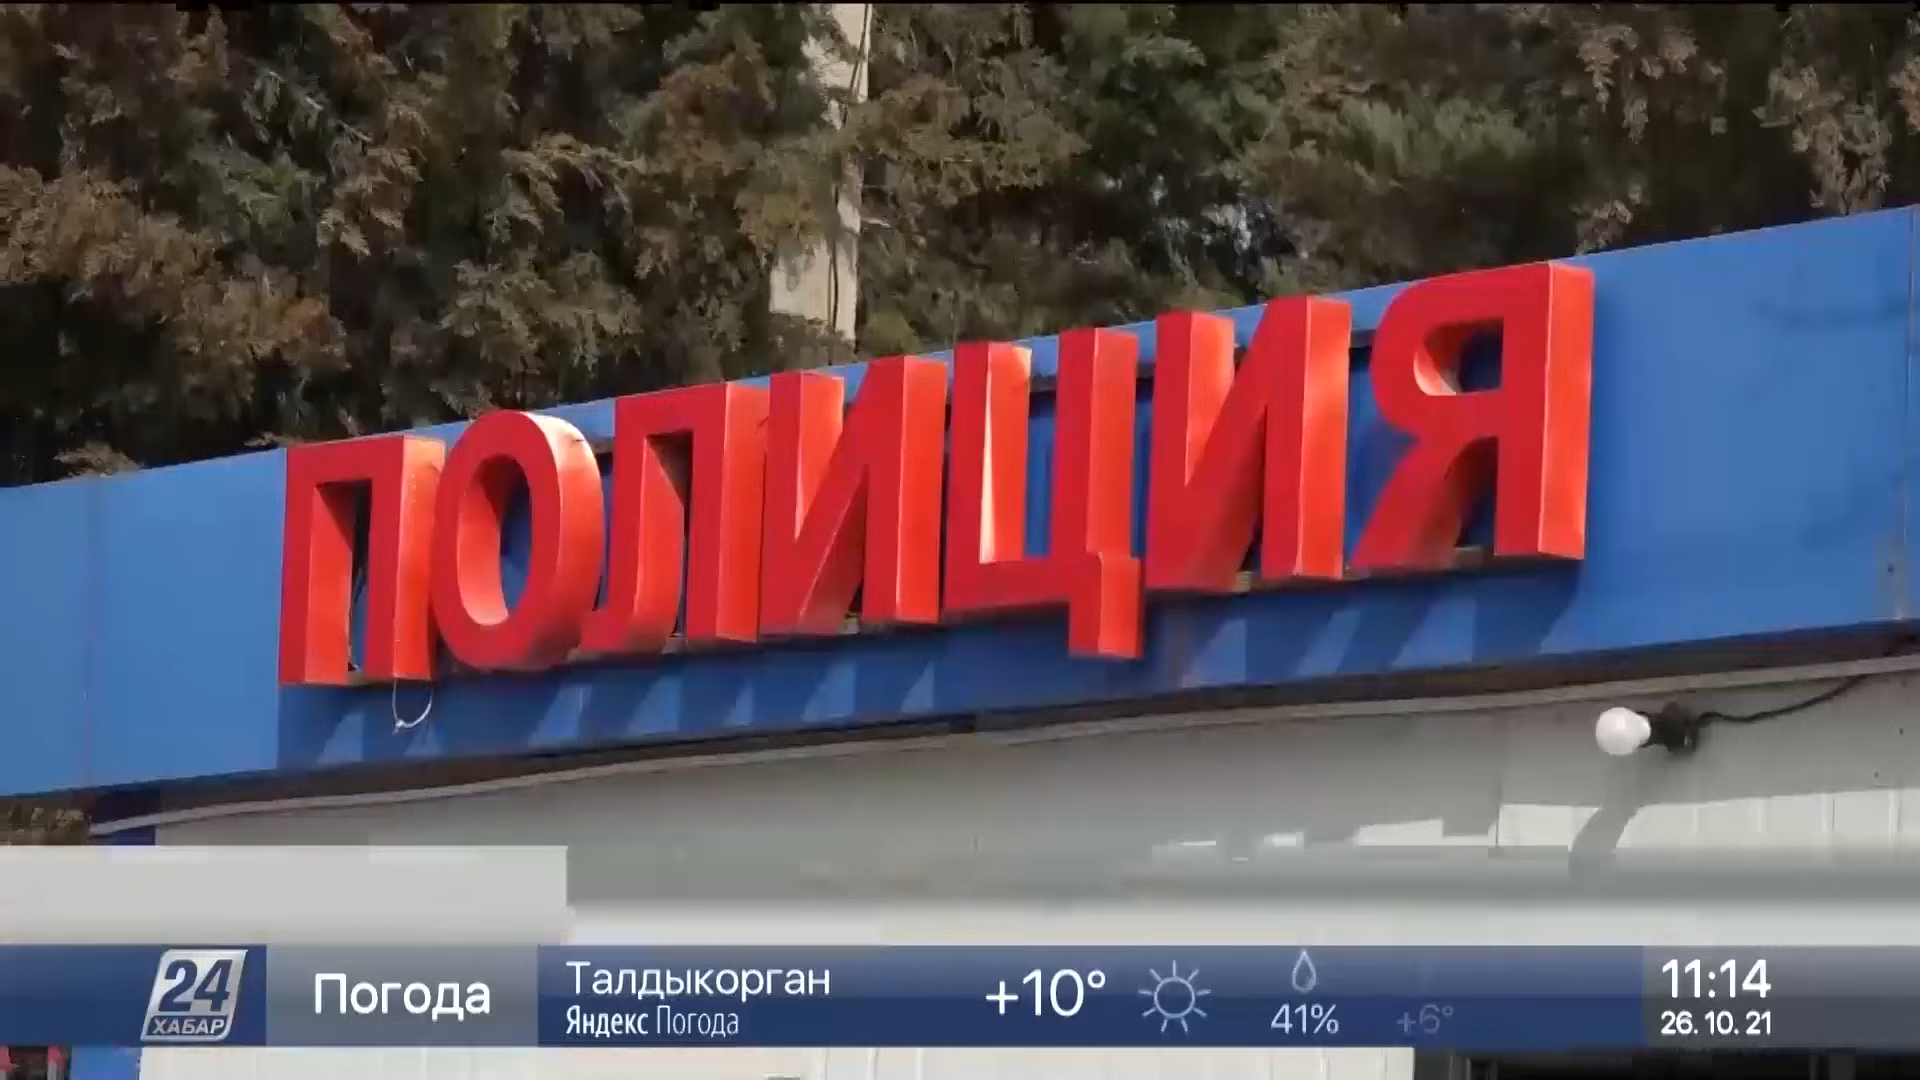 ПОЛИЦИЯ
24
ХАБАР
Погода
Талдыкорган
Яндекс Погода
+10°
41%
+6°
11:14
26.10.21